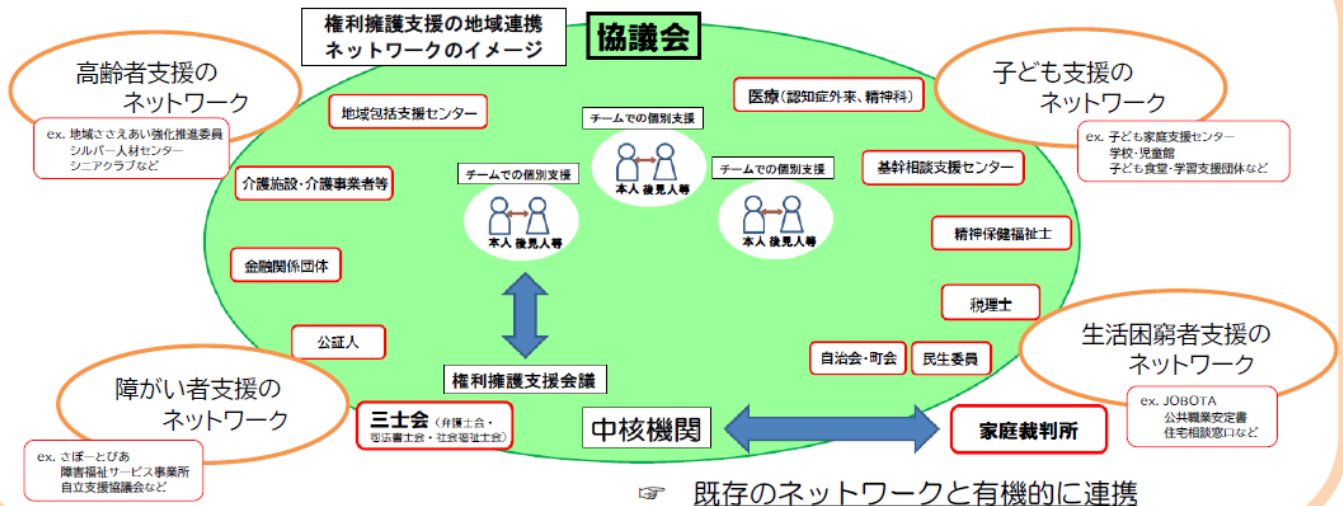 権利擁護支援の地域連携
ネットワークのイメージ
協議会
高齢者支援の
ネットワーク
ex. 地域ささえあい強化推進委員
シルバー人材センター
シニアクラブなど
子ども支援の
ネットワーク
ex. 子ども家庭支援センター
学校・児童館
子ども食堂・学習支援団体など
地域包括支援センター
医療(認知症外来、精神科)
チームでの個別支援
本人 後見人等
チームでの個別支援
本人 後見人等
チームでの個別支援
本人 後見人等
介護施設・介護事業者等
基幹相談支援センター
金融関係団体
精神保健福祉士
公証人
税理士
自治会・町会
民生委員
権利擁護支援会議
障がい者支援の
ネットワーク
ex. さぽーとぴあ
障害福祉サービス事業所
自立支援協議会など
生活困窮者支援の
ネットワーク
ex. JOBOTA
公共職業安定書
住宅相談窓口など
三士会(弁護士会・
司法書士会・社会福祉士会)
中核機関
家庭裁判所
☞ 既存のネットワークと有機的に連携